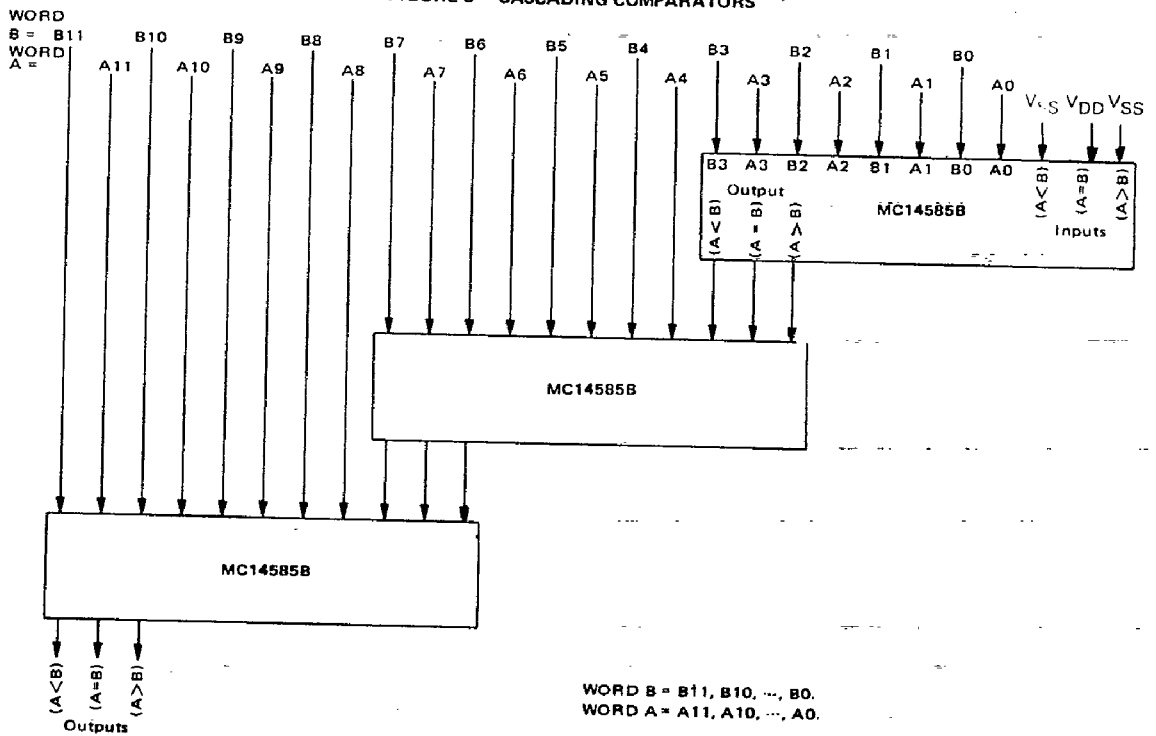 CASCADING COMPARATORS
WORD
B = B11 B10 B9 B8 B7 B6 B5 B4 B3 B2 B1 B0
WORD
A = A11 A10 A9 A8 A7 A6 A5 A4 A3 A2 A1 A0
VDD VSS
B3 A3 B2 A2 B1 A1 B0 A0 (A<B) (A=B) (A>B)
Output
(A < B) (A = B) (A > B)
MC14585B
Inputs
MC14585B
MC14585B
(A<B) (A=B) (A>B)
Outputs
WORD B = B11, B10, ..., B0.
WORD A = A11, A10, ..., A0.